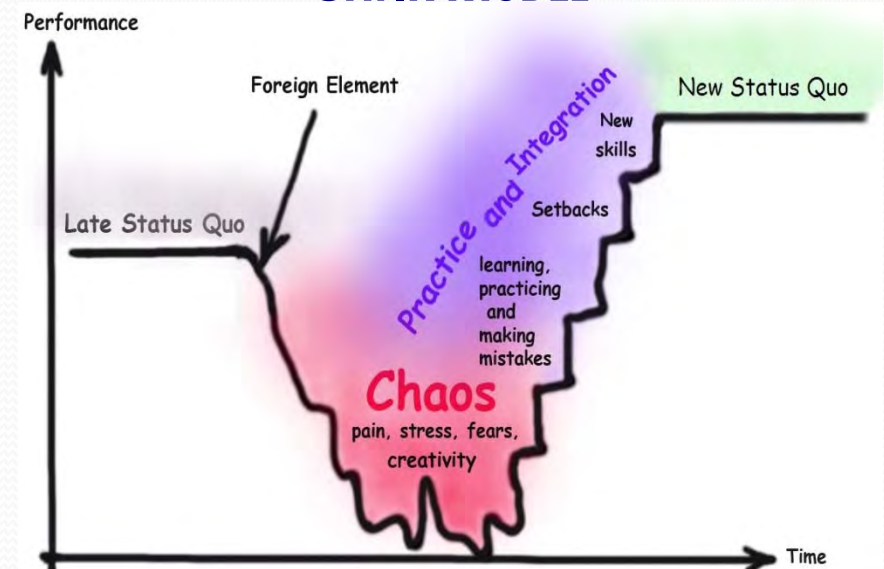 Performance
Foreign Element
New Status Quo
Late Status Quo
Practice and Integration
New
skills
Setbacks
learning,
practicing
and
making
mistakes
Chaos
pain, stress, fears,
creativity
Time